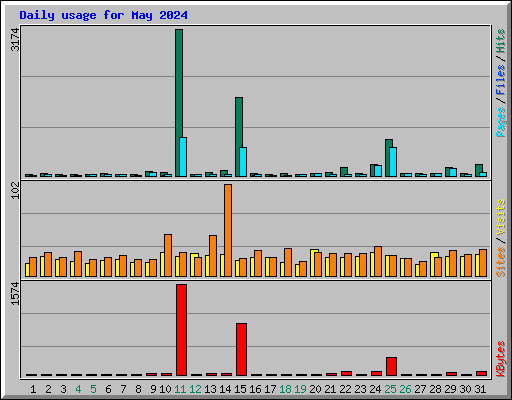 Daily usage for May 2024
3174
Pages / Files / Hits
102
Sites / Visits
1574
KBytes
1 2 3 4 5 6 7 8 9 10 11 12 13 14 15 16 17 18 19 20 21 22 23 24 25 26 27 28 29 30 31